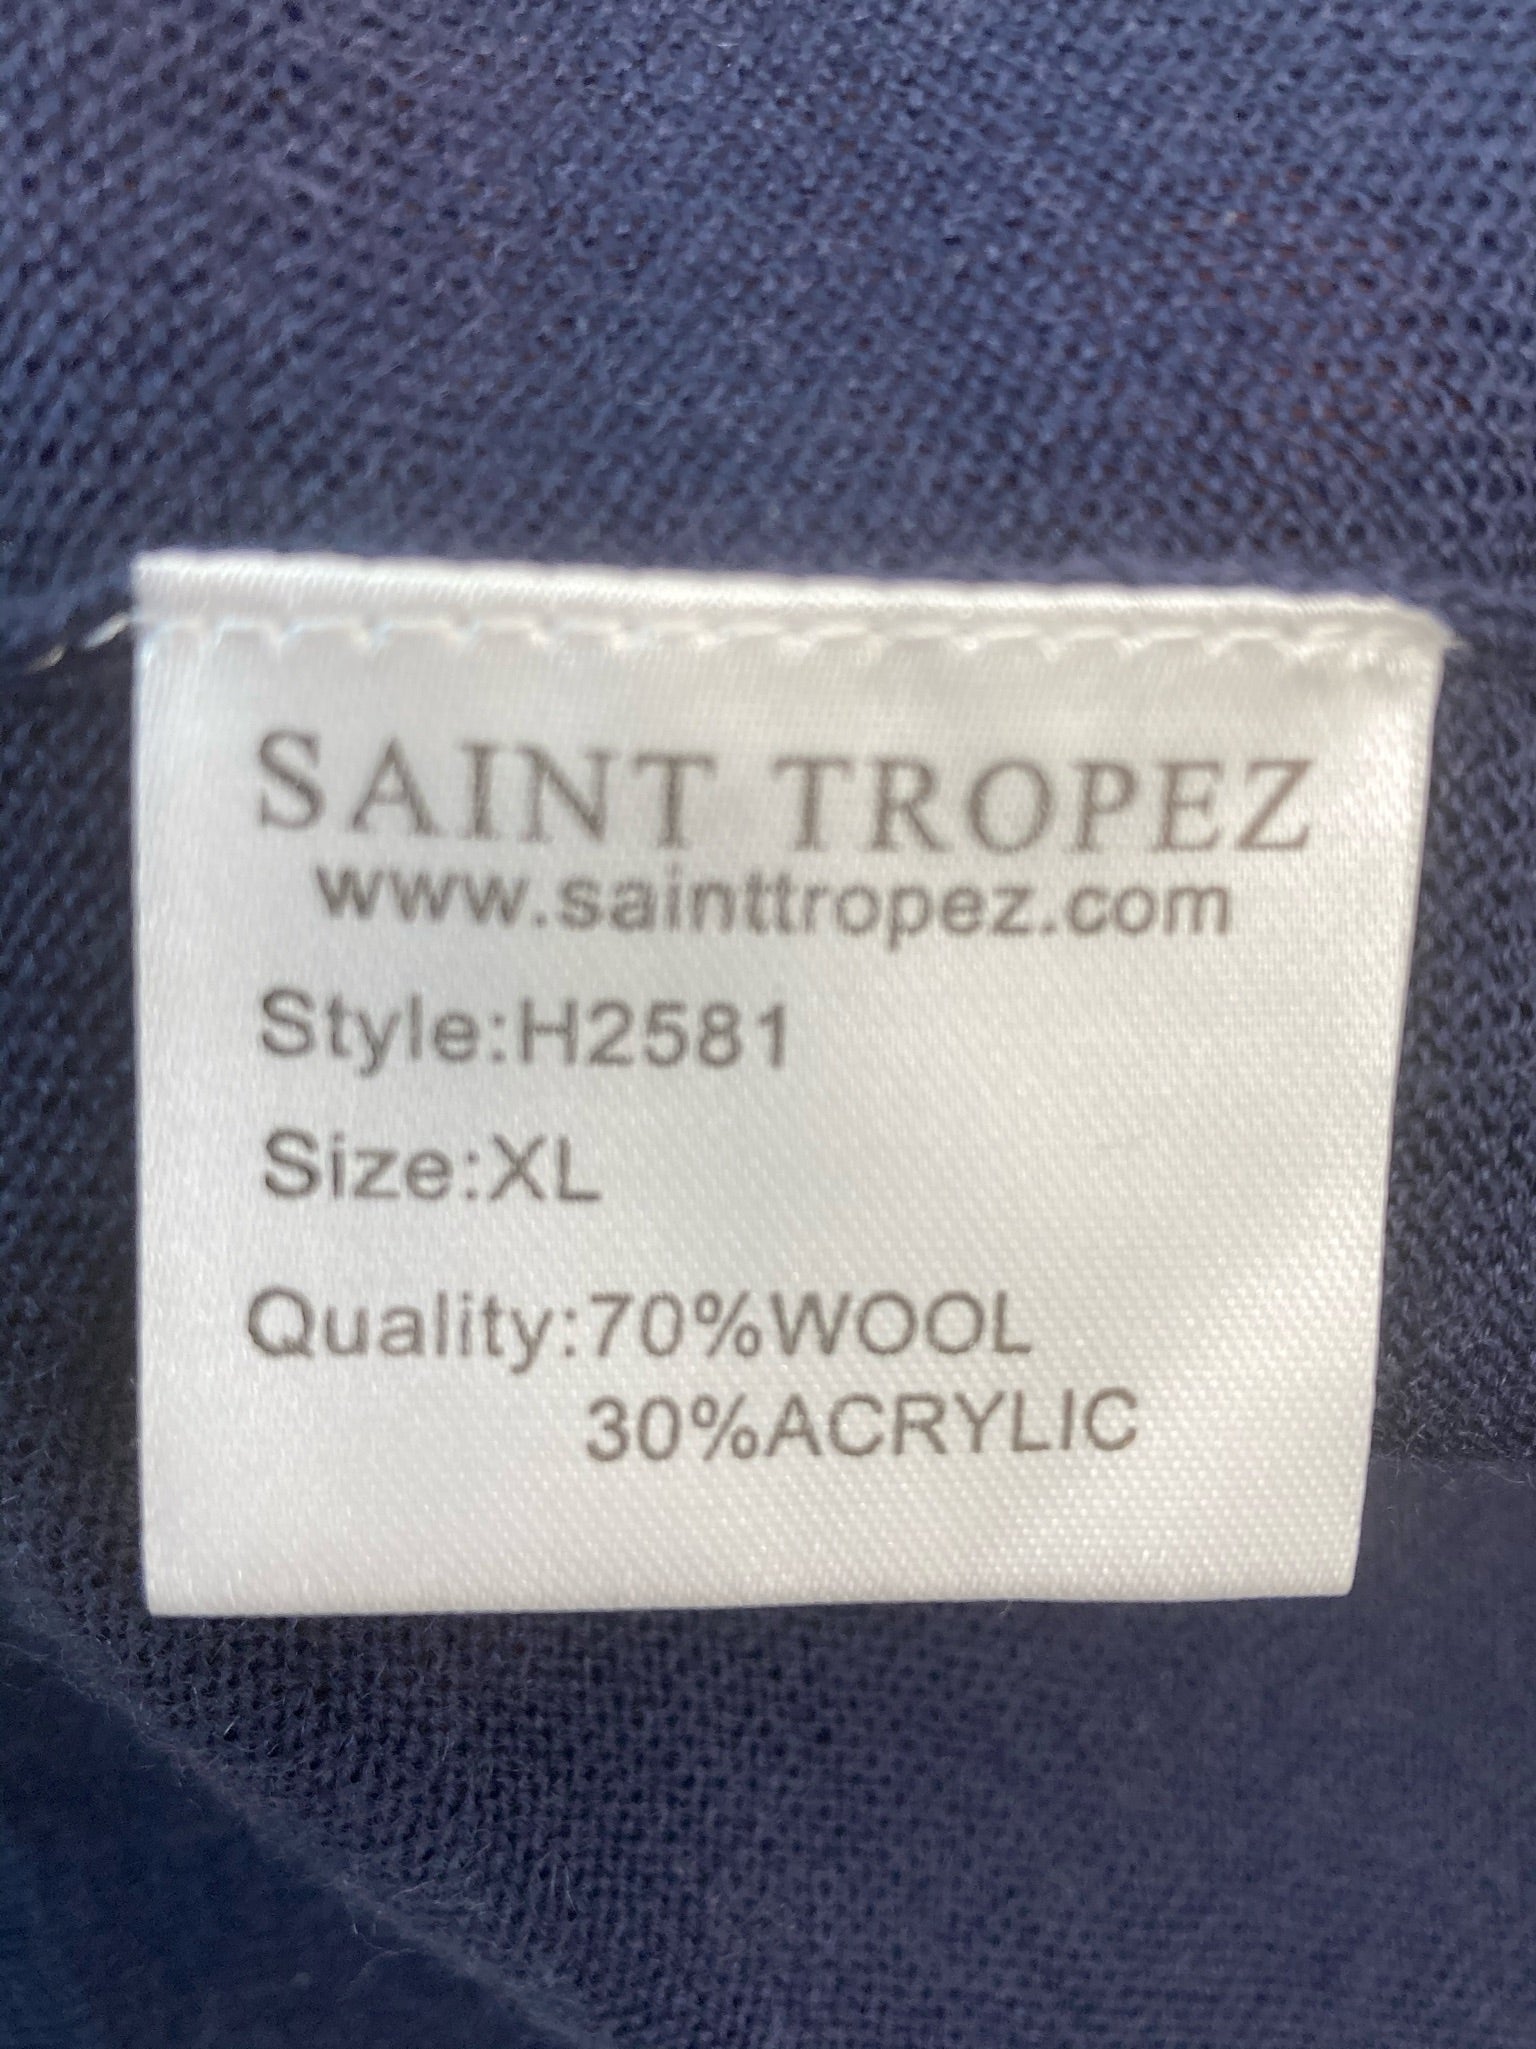 SAINT TROPEZ
www.sainttropez.com
Style:H2581
Size:XL
Quality:70%WOOL
30%ACRYLIC